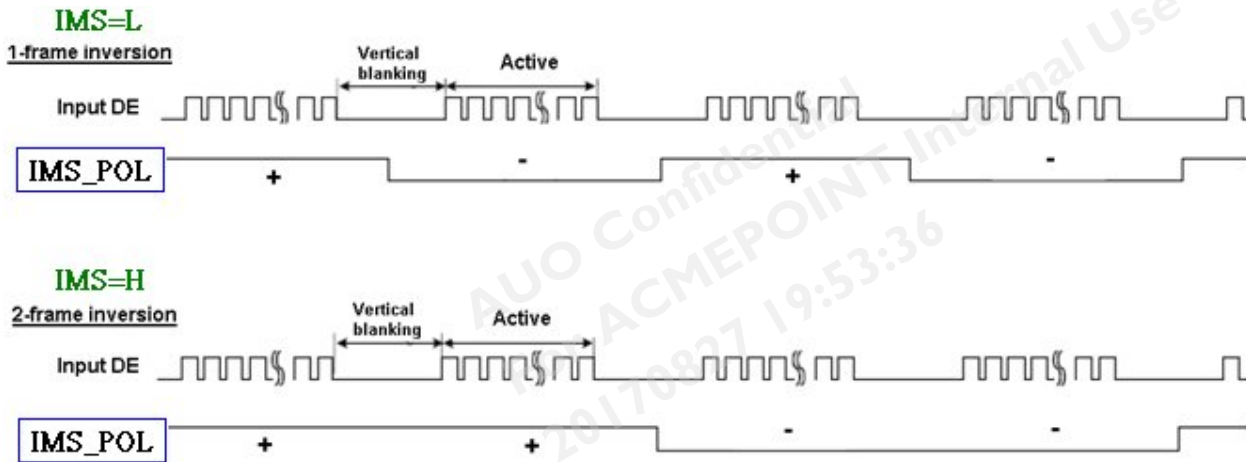 IMS=L
1-frame inversion
Vertical blanking
Active
Input DE
IMS_POL
+ - + -
IMS=H
2-frame inversion
Vertical blanking
Active
Input DE
IMS_POL
+ + - -
AUO Confidential
For ACMEPOINT Internal Use
20170827 19:53:36